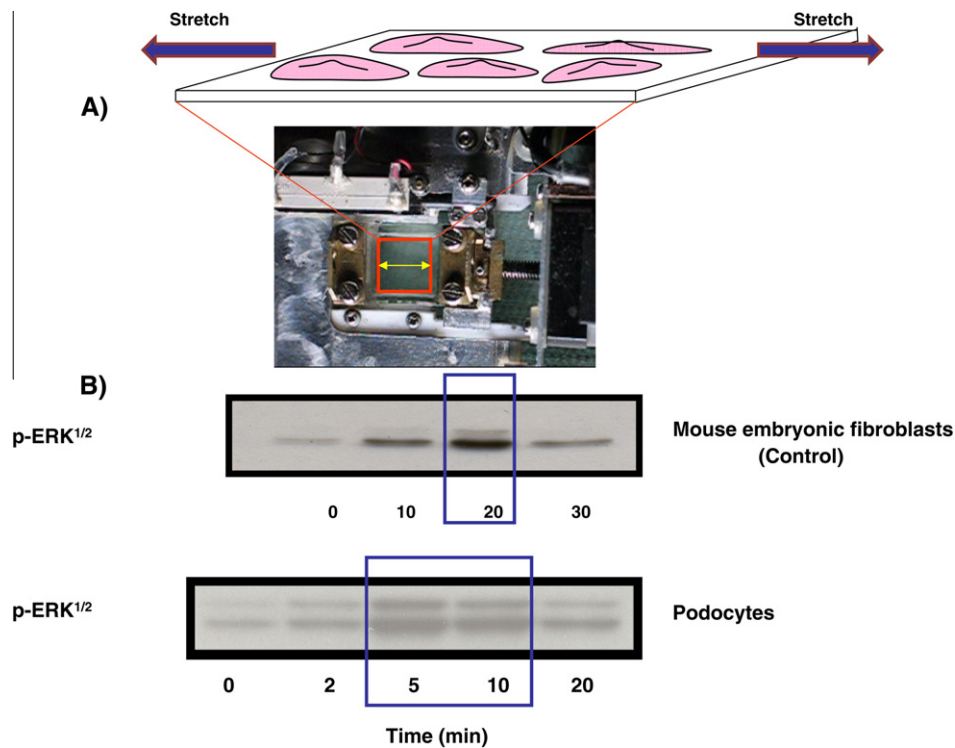 Stretch Stretch
A)
B)
p-ERK1/2
Mouse embryonic fibroblasts
(Control)
0 10 20 30
p-ERK1/2
Podocytes
0 2 5 10 20
Time (min)